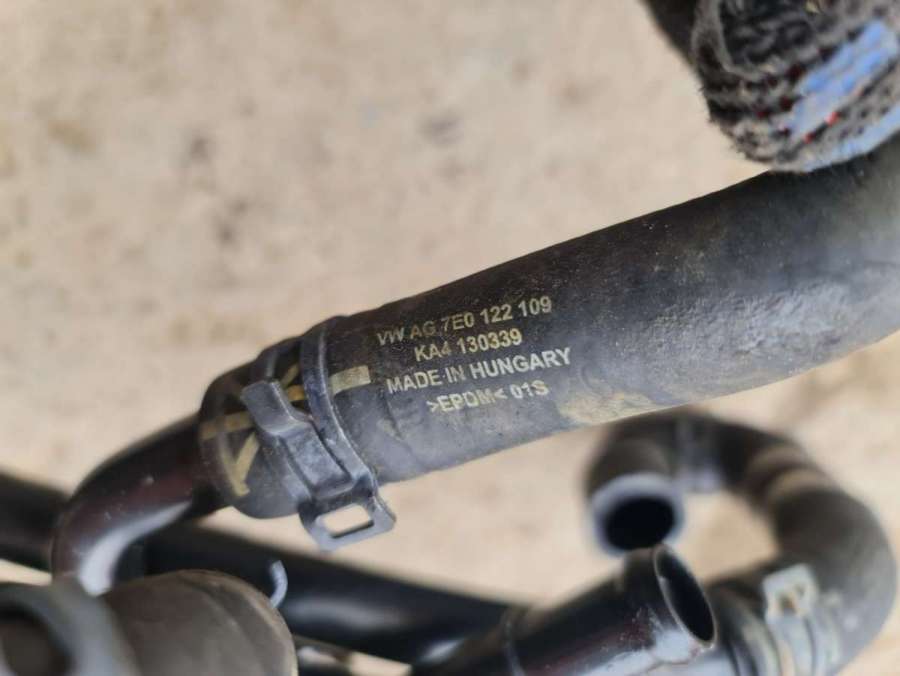 VW AG 7E0 122 109
KA4 130339
MADE IN HUNGARY
>EPDM< 01S